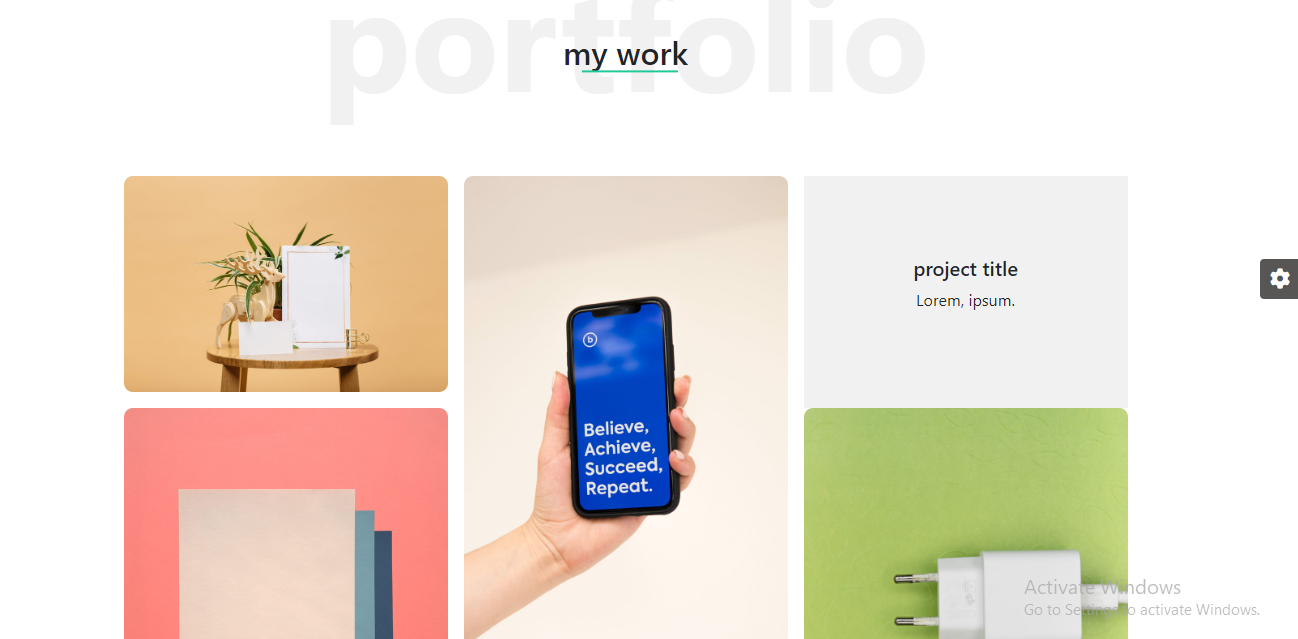 portfolio
my work
project title
Lorem, ipsum.
b
Believe,
Achieve,
Succeed,
Repeat.
Activate Windows
Go to Settings to activate Windows.